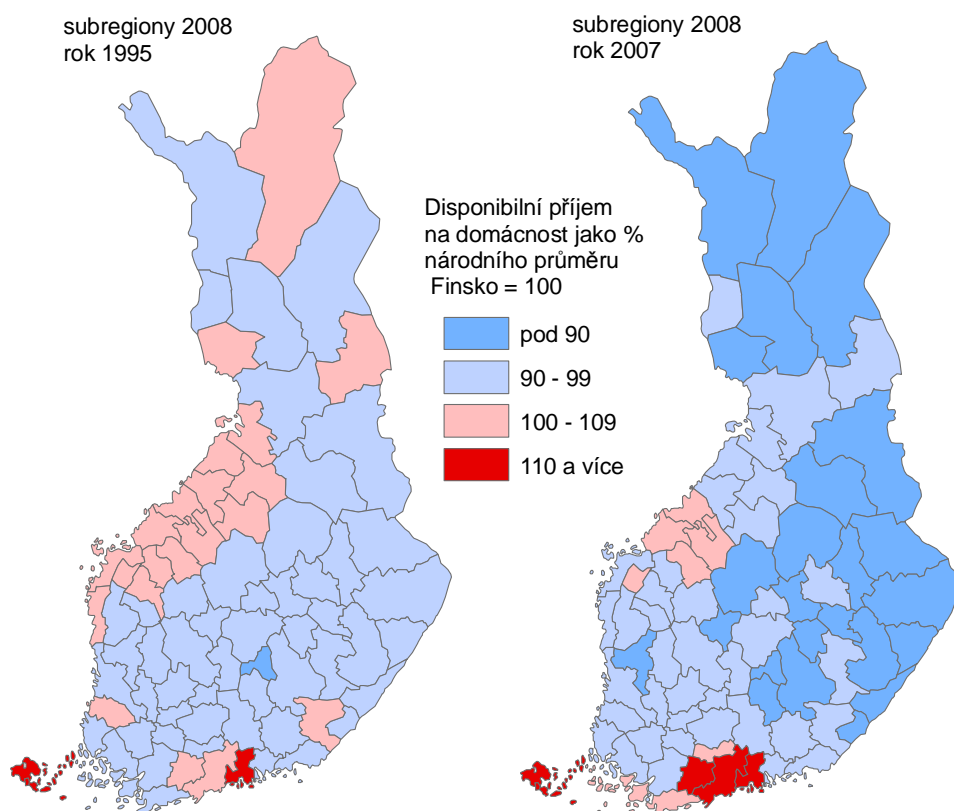 subregiony 2008
rok 1995
subregiony 2008
rok 2007
Disponibilní příjem
na domácnost jako %
národního průměru
Finsko = 100
pod 90
90 - 99
100 - 109
110 a více